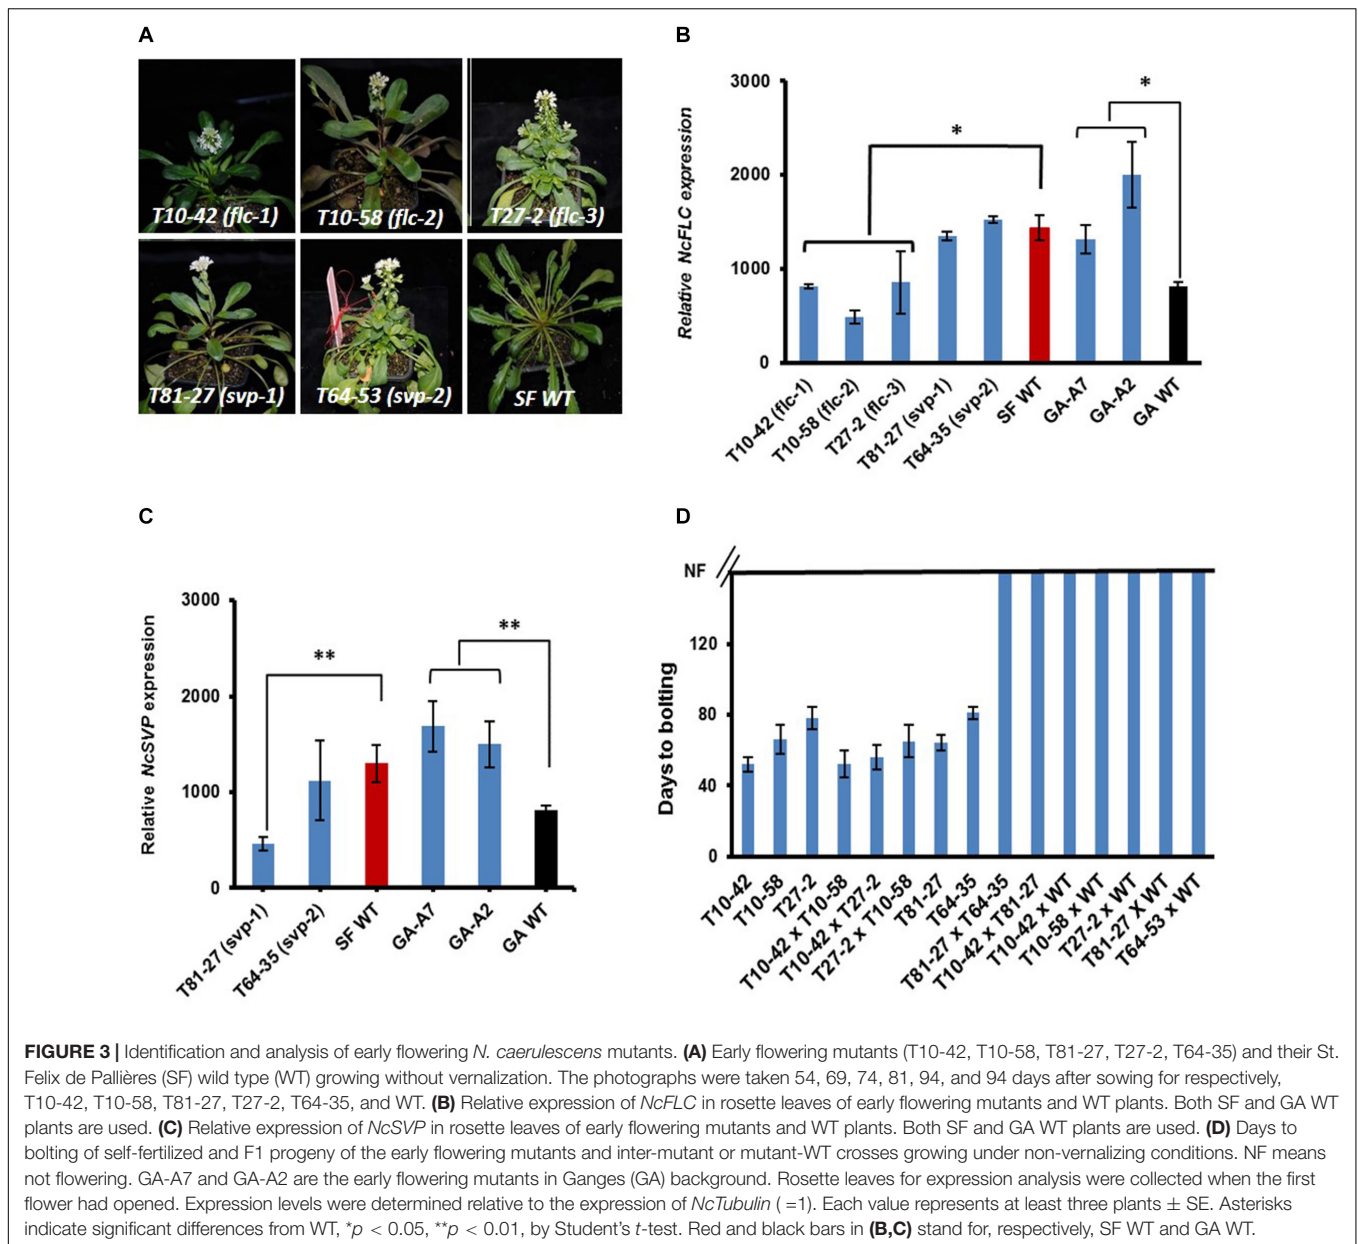 A
T10-42 (flc-1)
T10-58 (flc-2)
T27-2 (flc-3)
T81-27 (svp-1)
T64-53 (svp-2)
SF WT
B
Relative NcFLC expression
3000
2000
1000
0
*
*
T10-42 (flc-1)
T10-58 (flc-2)
T27-2 (flc-3)
T81-27 (svp-1)
T64-35 (svp-2)
SF WT
GA-A7
GA-A2
GA WT
C
Relative NcSVP expression
3000
2000
1000
0
**
**
T81-27 (svp-1)
T64-35 (svp-2)
SF WT
GA-A7
GA-A2
GA WT
D
Days to bolting
NF
120
80
40
0
T10-42
T10-58
T27-2
T10-42 x T10-58
T10-42 x T27-2
T27-2 x T10-58
T81-27
T64-35
T81-27 x T64-35
T10-42 x T81-27
T10-42 x WT
T10-58 x WT
T27-2 x WT
T81-27 X WT
T64-53 x WT
FIGURE 3 | Identification and analysis of early flowering N. caerulescens mutants. (A) Early flowering mutants (T10-42, T10-58, T81-27, T27-2, T64-35) and their St.
Felix de Pallières (SF) wild type (WT) growing without vernalization. The photographs were taken 54, 69, 74, 81, 94, and 94 days after sowing for respectively,
T10-42, T10-58, T81-27, T27-2, T64-35, and WT. (B) Relative expression of NcFLC in rosette leaves of early flowering mutants and WT plants. Both SF and GA WT
plants are used. (C) Relative expression of NcSVP in rosette leaves of early flowering mutants and WT plants. Both SF and GA WT plants are used. (D) Days to
bolting of self-fertilized and F1 progeny of the early flowering mutants and inter-mutant or mutant-WT crosses growing under non-vernalizing conditions. NF means
not flowering. GA-A7 and GA-A2 are the early flowering mutants in Ganges (GA) background. Rosette leaves for expression analysis were collected when the first
flower had opened. Expression levels were determined relative to the expression of NcTubulin ( =1). Each value represents at least three plants ± SE. Asterisks
indicate significant differences from WT, *p < 0.05, **p < 0.01, by Student's t-test. Red and black bars in (B,C) stand for, respectively, SF WT and GA WT.